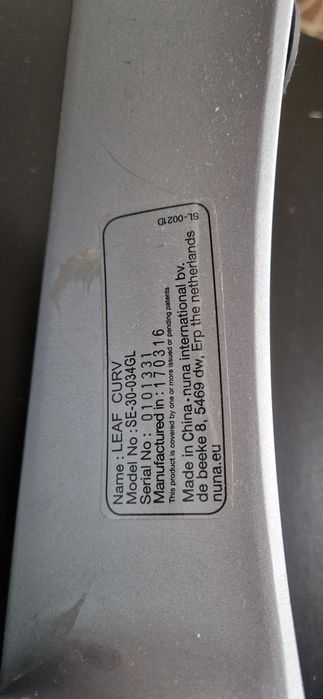 Name : LEAF CURV
Model No : SE-30-034GL
Serial No : 0101331
Manufactured in : 170316
This product is covered by one or more issued or pending patents
Made in China • nuna international bv.
de beeke 8, 5469 dw, Erp the netherlands
nuna.eu
SL-0021D